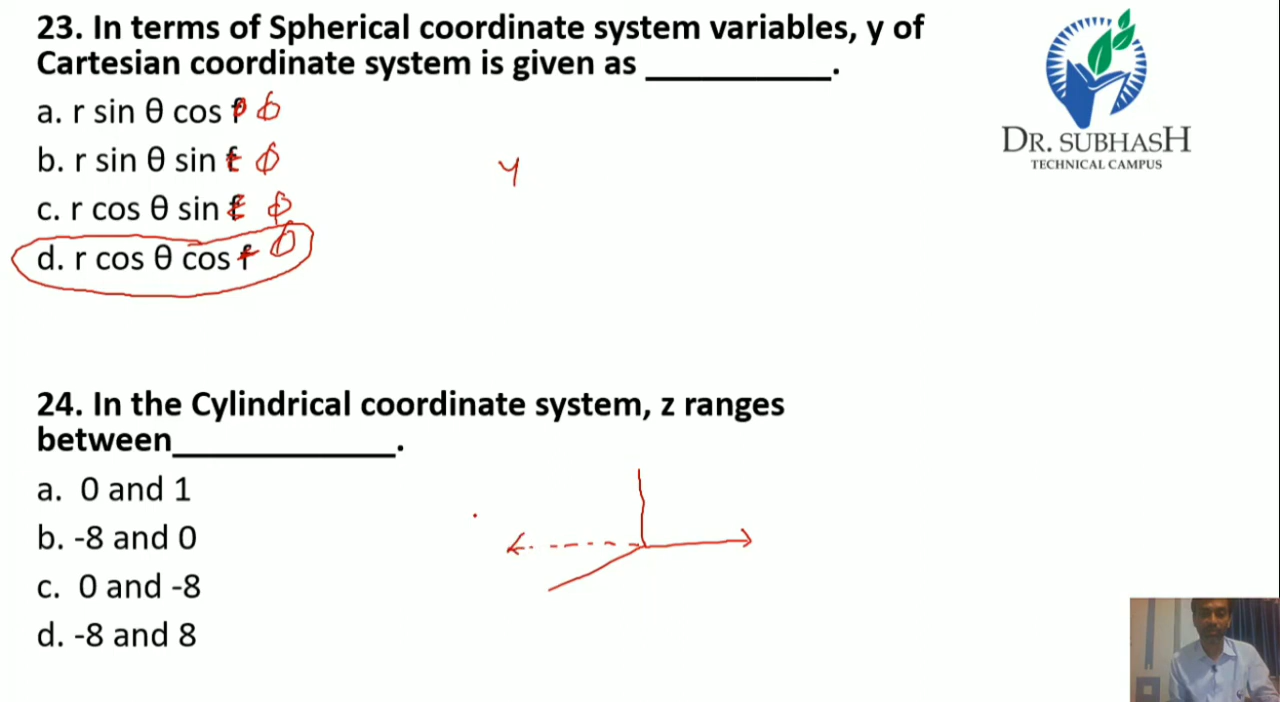 23. In terms of Spherical coordinate system variables, y of
Cartesian coordinate system is given as ___________.
a. r sin θ cos f ϕ
b. r sin θ sin f ϕ
c. r cos θ sin f ϕ
d. r cos θ cos f ϕ
y
DR. SUBHASH
TECHNICAL CAMPUS
24. In the Cylindrical coordinate system, z ranges
between_____________.
a. 0 and 1
b. -8 and 0
c. 0 and -8
d. -8 and 8